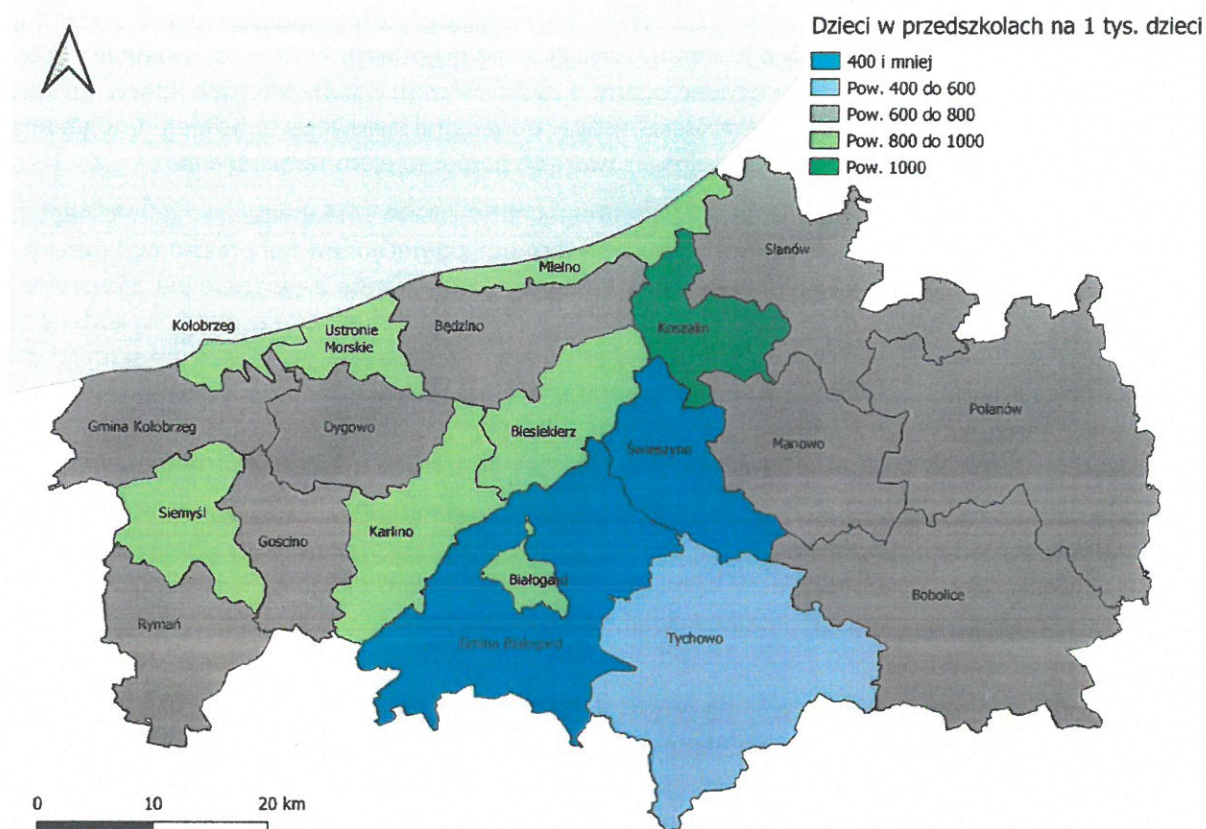 Dzieci w przedszkolach na 1 tys. dzieci
400 i mniej
Pow. 400 do 600
Pow. 600 do 800
Pow. 800 do 1000
Pow. 1000
Sianów
Mielno
Kołobrzeg
Ustronie
Morskie
Będzino
Koszalin
Polanów
Gmina Kołobrzeg
Dygowo
Biesiekierz
Świeszyno
Manowo
Siemyśl
Gościno
Karlino
Białogard
Bobolice
Rymań
Gmina Białogard
Tychowo
0 10 20 km